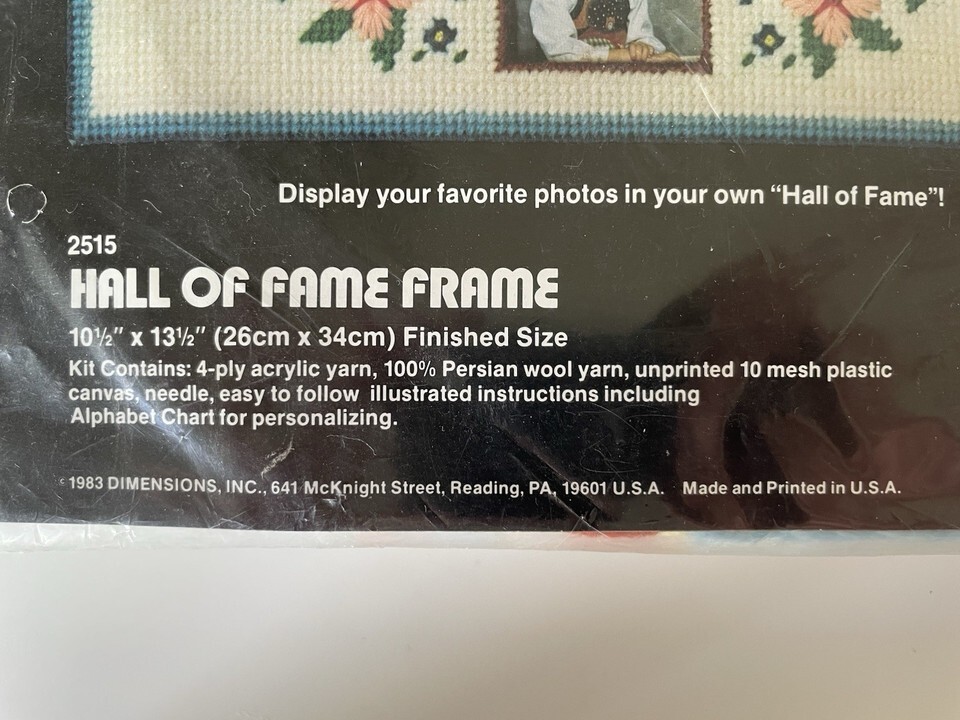 Display your favorite photos in your own “Hall of Fame”!
2515
HALL OF FAME FRAME
10½″ x 13½″ (26cm x 34cm) Finished Size
Kit Contains: 4-ply acrylic yarn, 100% Persian wool yarn, unprinted 10 mesh plastic
canvas, needle, easy to follow illustrated instructions including
Alphabet Chart for personalizing.
c 1983 DIMENSIONS, INC., 641 McKnight Street, Reading, PA, 19601 U.S.A. Made and Printed in U.S.A.